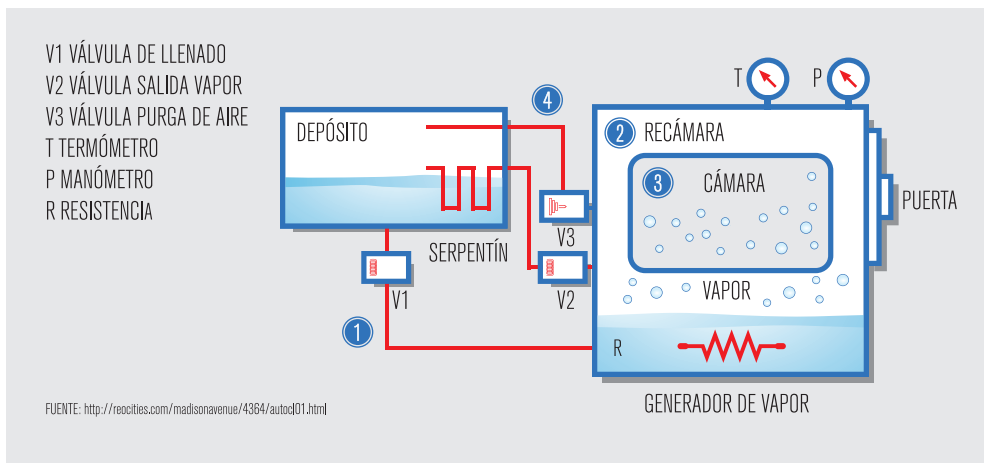 V1 VÁLVULA DE LLENADO
V2 VÁLVULA SALIDA VAPOR
V3 VÁLVULA PURGA DE AIRE
T TERMÓMETRO
P MANÓMETRO
R RESISTENCIA
T
P
4
DEPÓSITO
2 RECÁMARA
3 CÁMARA
PUERTA
V3
SERPENTÍN
V1
V2
VAPOR
1
R
GENERADOR DE VAPOR
FUENTE: http://reocities.com/madisonavenue/4364/autocl01.html